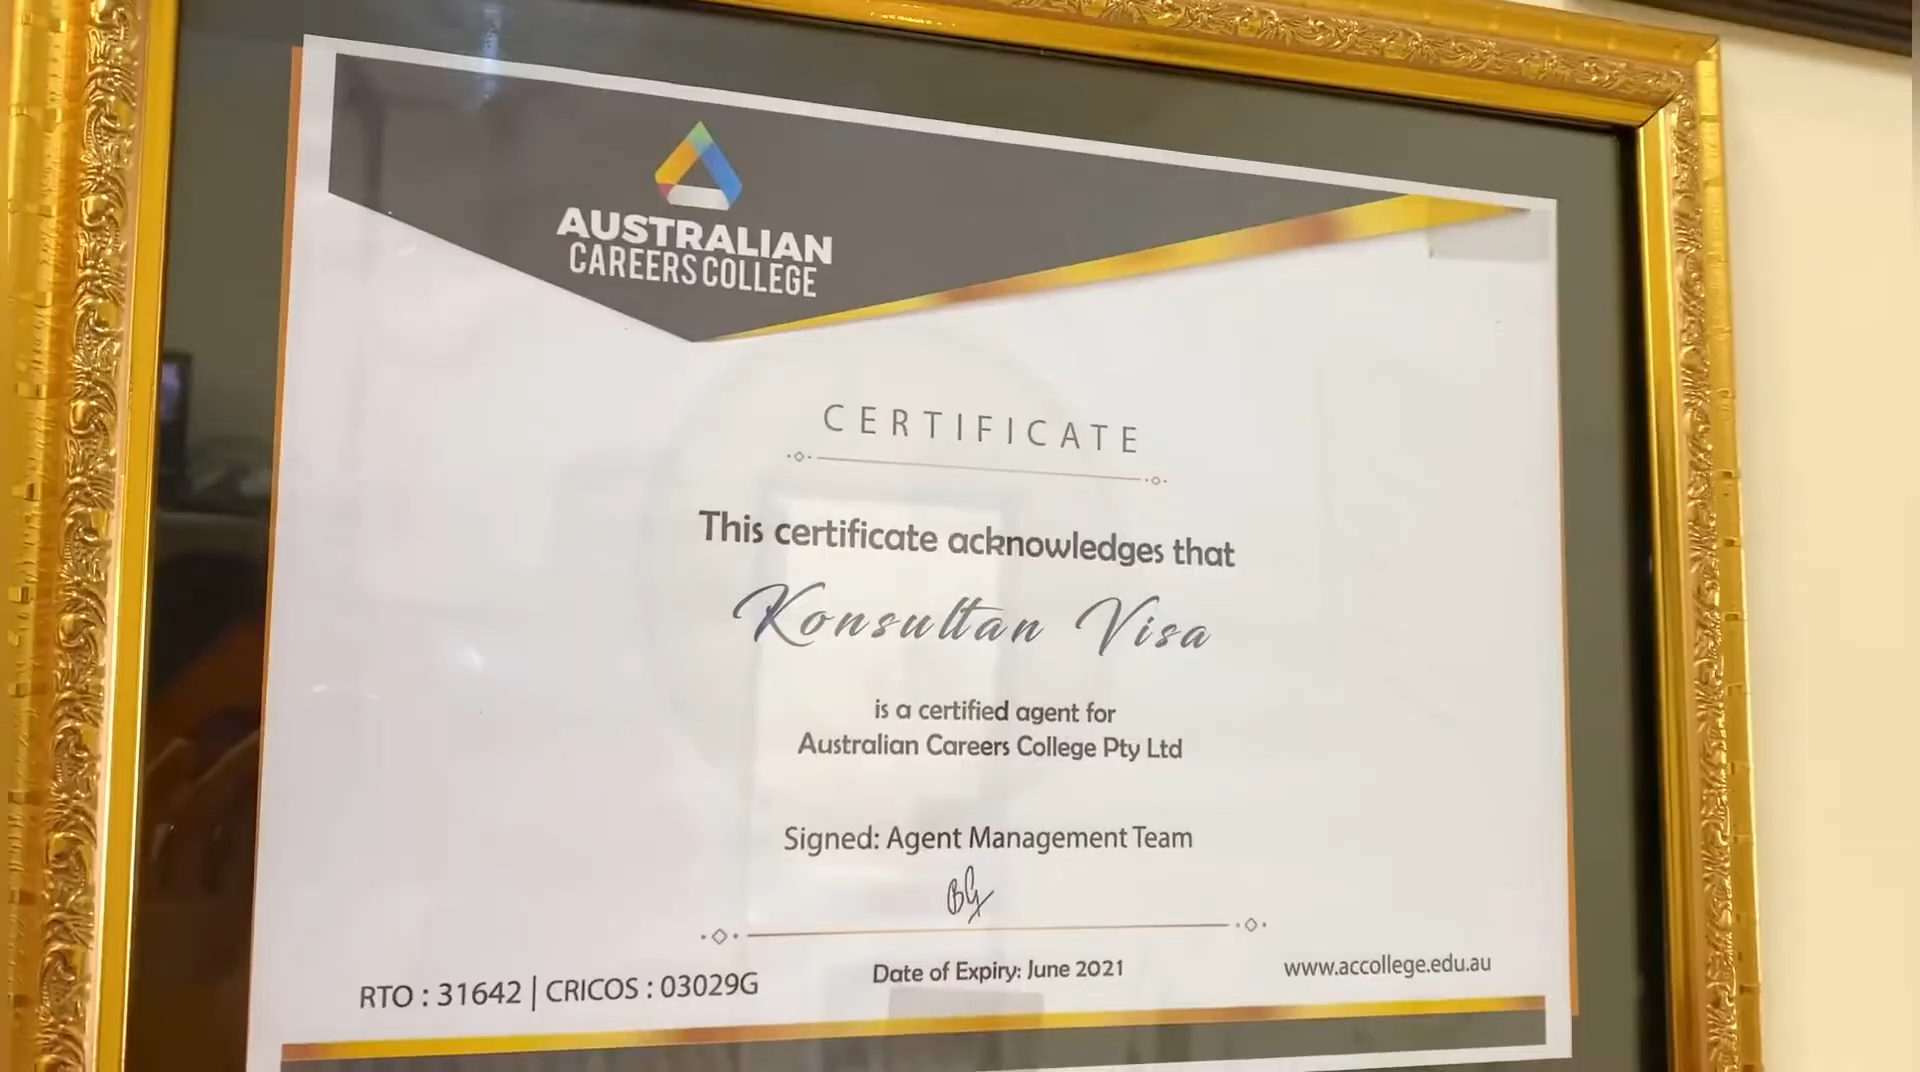 AUSTRALIAN
CAREERS COLLEGE
CERTIFICATE
This certificate acknowledges that
Konsultan Visa
is a certified agent for
Australian Careers College Pty Ltd
Signed: Agent Management Team
RTO : 31642 | CRICOS : 03029G
Date of Expiry: June 2021
www.accollege.edu.au